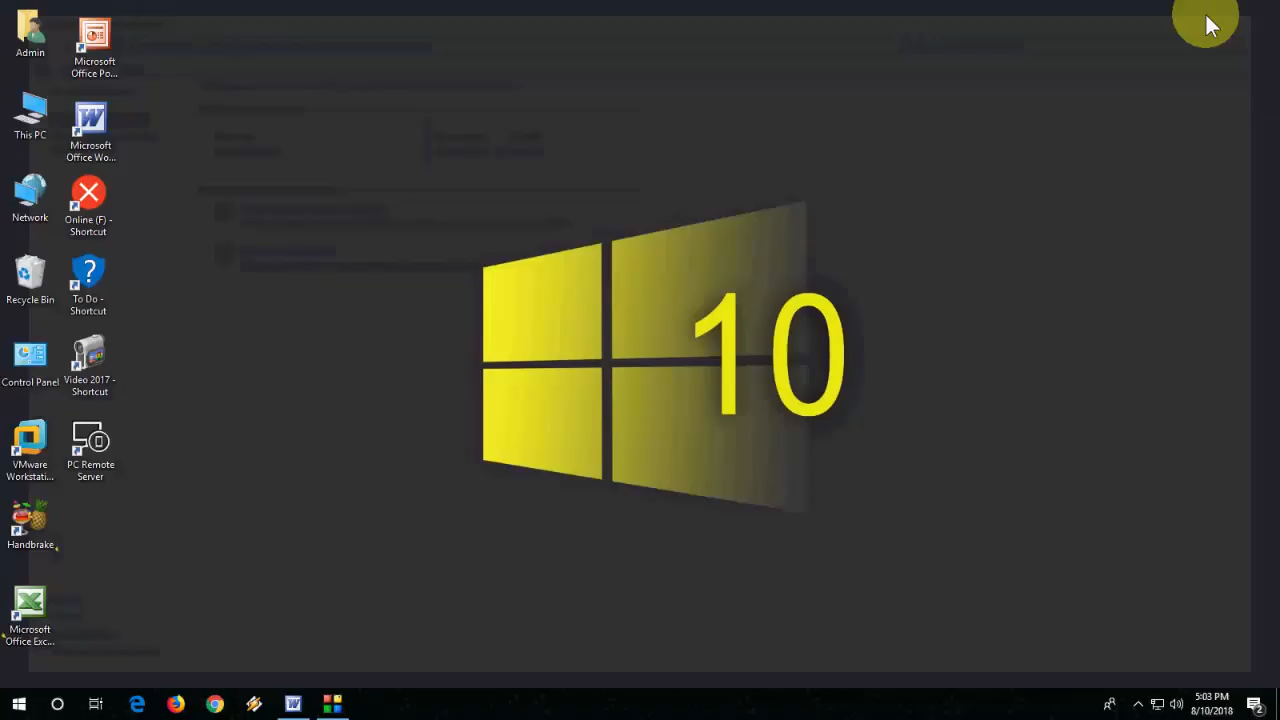 Admin
Microsoft
Office Po...
This PC
Microsoft
Office Wo...
Network
Online (F) -
Shortcut
Recycle Bin
To Do -
Shortcut
Control Panel
Video 2017 -
Shortcut
VMware
Workstati...
PC Remote
Server
Handbrake
Microsoft
Office Exc...
10
5:03 PM
8/10/2018
2